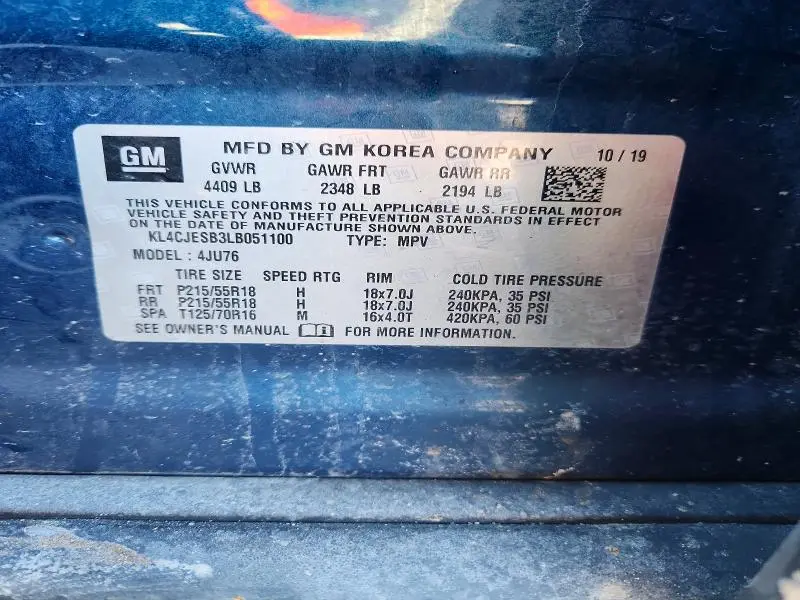 GM MFD BY GM KOREA COMPANY 10 / 19
GVWR GAWR FRT GAWR RR
4409 LB 2348 LB 2194 LB
THIS VEHICLE CONFORMS TO ALL APPLICABLE U.S. FEDERAL MOTOR
VEHICLE SAFETY AND THEFT PREVENTION STANDARDS IN EFFECT
ON THE DATE OF MANUFACTURE SHOWN ABOVE.
KL4CJESB3LB051100 TYPE: MPV
MODEL : 4JU76
TIRE SIZE SPEED RTG RIM COLD TIRE PRESSURE
FRT P215/55R18 H 18x7.0J 240KPA, 35 PSI
RR P215/55R18 H 18x7.0J 240KPA, 35 PSI
SPA T125/70R16 M 16x4.0T 420KPA, 60 PSI
SEE OWNER'S MANUAL FOR MORE INFORMATION.